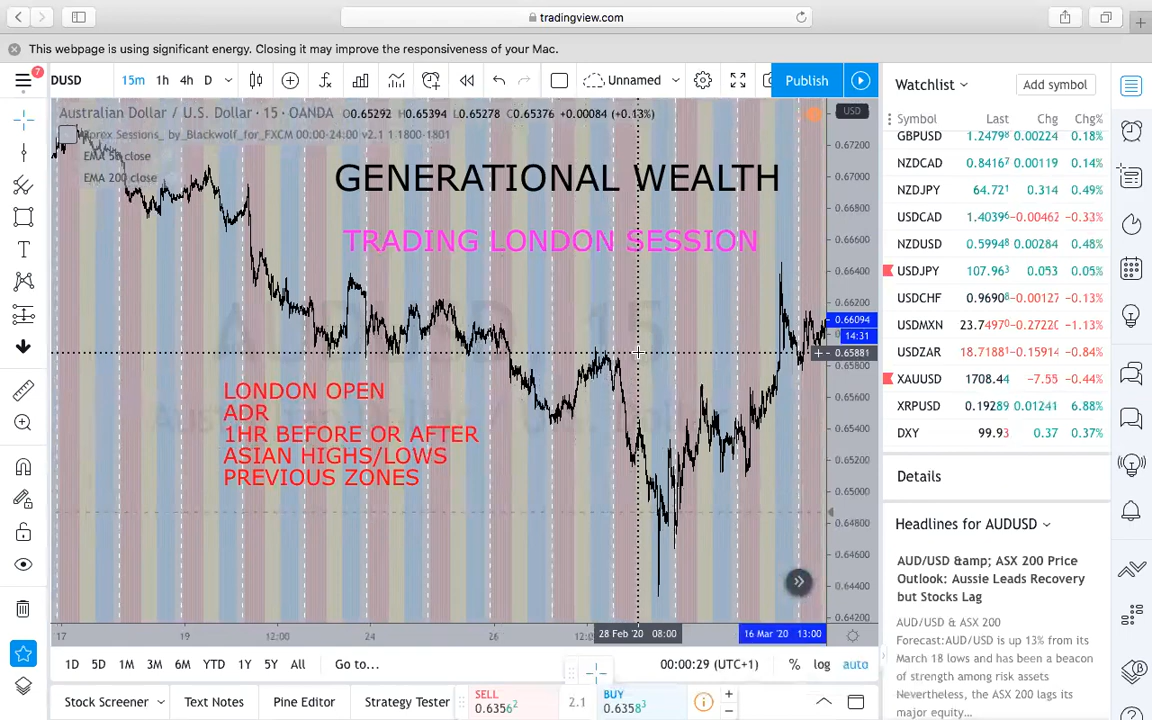 tradingview.com
This webpage is using significant energy. Closing it may improve the responsiveness of your Mac.
7
DUSD 15m 1h 4h D Unnamed Publish
Watchlist Add symbol
Australian Dollar / U.S. Dollar · 15 · OANDA O0.65292 H0.65394 L0.65278 C0.65376 +0.00084 (+0.13%)
USD
Forex Sessions_ by_Blackwolf_for_FXCM 00:00-24:00 v2.1 1:1800-1801
EMA 50 close
EMA 200 close
GENERATIONAL WEALTH
TRADING LONDON SESSION
LONDON OPEN
ADR
1HR BEFORE OR AFTER
ASIAN HIGHS/LOWS
PREVIOUS ZONES
0.67200
0.67000
0.66800
0.66600
0.66400
0.66200
0.66094
14:31
0.65881
0.65800
0.65600
0.65400
0.65200
0.65000
0.64800
0.64600
0.64400
0.64200
17 19 12:00 24 26 28 Feb '20 08:00 16 Mar '20 13:00
1D 5D 1M 3M 6M YTD 1Y 5Y All Go to... 00:00:29 (UTC+1) % log auto
Stock Screener Text Notes Pine Editor Strategy Tester
SELL
0.63562
2.1
BUY
0.63583
Symbol Last Chg Chg%
GBPUSD 1.24798 0.00224 0.18%
NZDCAD 0.84167 0.00119 0.14%
NZDJPY 64.721 0.314 0.49%
USDCAD 1.40396 −0.00462 −0.33%
NZDUSD 0.59948 0.00284 0.48%
USDJPY 107.963 0.053 0.05%
USDCHF 0.96908 −0.00127 −0.13%
USDMXN 23.74970 −0.27220 −1.13%
USDZAR 18.71881 −0.15914 −0.84%
XAUUSD 1708.44 −7.55 −0.44%
XRPUSD 0.19289 0.01241 6.88%
DXY 99.93 0.37 0.37%
Details
Headlines for AUDUSD
AUD/USD &amp; ASX 200 Price
Outlook: Aussie Leads Recovery
but Stocks Lag
AUD/USD & ASX 200
Forecast:AUD/USD is up 13% from its
March 18 lows and has been a beacon
of strength among risk assets
Nevertheless, the ASX 200 lags its
major equity...